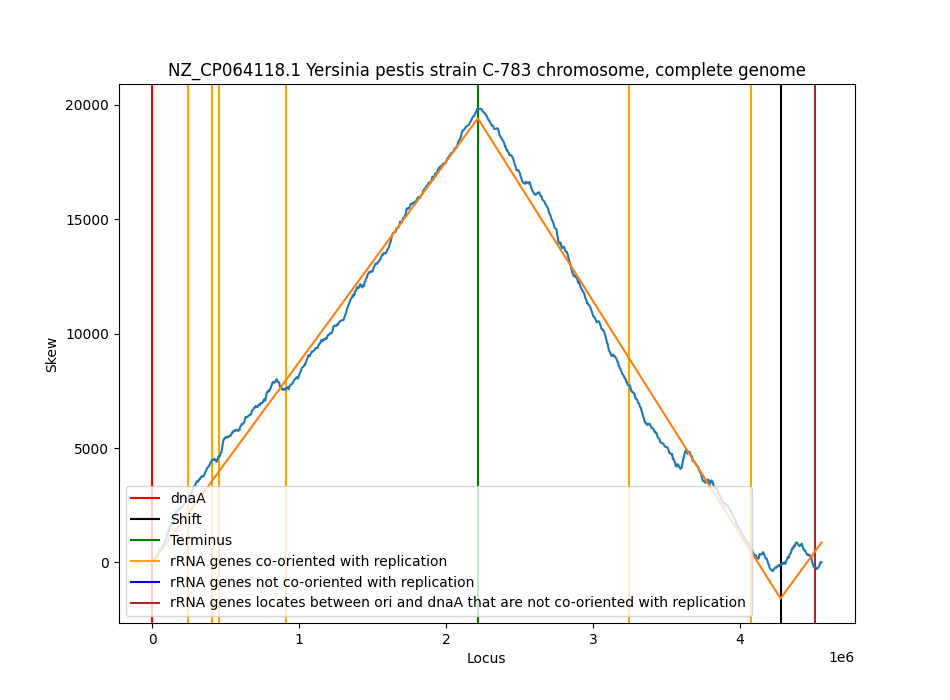 NZ_CP064118.1 Yersinia pestis strain C-783 chromosome, complete genome
20000
15000
10000
5000
0
Skew
dnaA
Shift
Terminus
rRNA genes co-oriented with replication
rRNA genes not co-oriented with replication
rRNA genes locates between ori and dnaA that are not co-oriented with replication
0 1 2 3 4
1e6
Locus